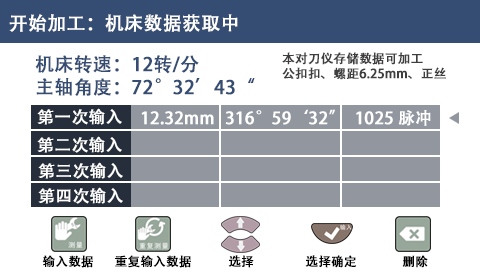 开始加工：机床数据获取中
机床转速：12转/分
主轴角度：72°32′43“
本对刀仪存储数据可加工
公扣扣、螺距6.25mm、正丝
第一次输入 12.32mm 316°59‘32” 1025 脉冲
第二次输入
第三次输入
第四次输入
测量 重复测量 输入
输入数据 重复输入数据 选择 选择确定 删除